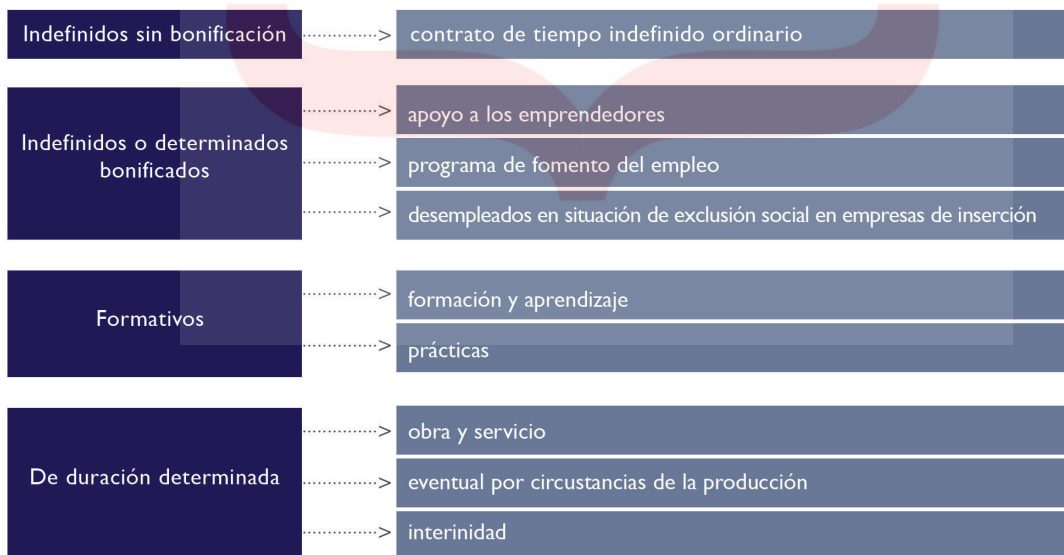 Indefinidos sin bonificación
contrato de tiempo indefinido ordinario
Indefinidos o determinados
bonificados
apoyo a los emprendedores
programa de fomento del empleo
desempleados en situación de exclusión social en empresas de inserción
Formativos
formación y aprendizaje
prácticas
De duración determinada
obra y servicio
eventual por circustancias de la producción
interinidad